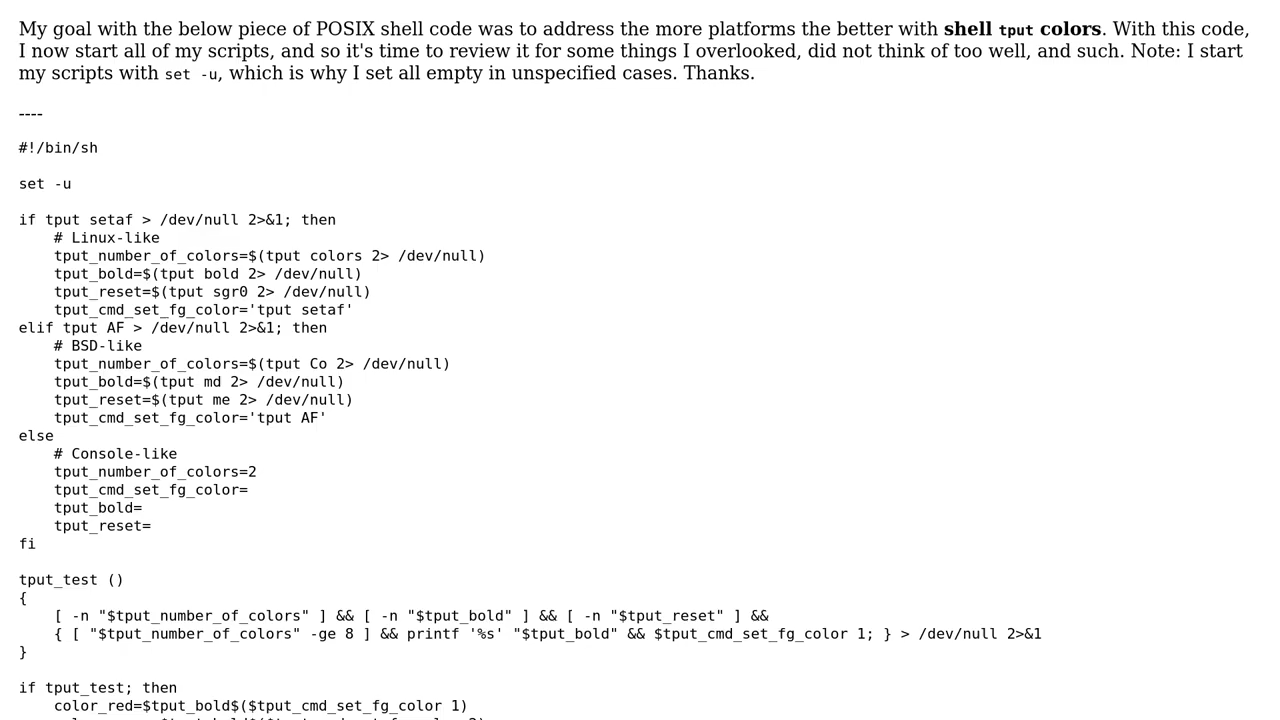 My goal with the below piece of POSIX shell code was to address the more platforms the better with shell tput colors. With this code,
I now start all of my scripts, and so it's time to review it for some things I overlooked, did not think of too well, and such. Note: I start
my scripts with set -u, which is why I set all empty in unspecified cases. Thanks.
----
#!/bin/sh
set -u
if tput setaf > /dev/null 2>&1; then
    # Linux-like
    tput_number_of_colors=$(tput colors 2> /dev/null)
    tput_bold=$(tput bold 2> /dev/null)
    tput_reset=$(tput sgr0 2> /dev/null)
    tput_cmd_set_fg_color='tput setaf'
elif tput AF > /dev/null 2>&1; then
    # BSD-like
    tput_number_of_colors=$(tput Co 2> /dev/null)
    tput_bold=$(tput md 2> /dev/null)
    tput_reset=$(tput me 2> /dev/null)
    tput_cmd_set_fg_color='tput AF'
else
    # Console-like
    tput_number_of_colors=2
    tput_cmd_set_fg_color=
    tput_bold=
    tput_reset=
fi
tput_test ()
{
    [ -n "$tput_number_of_colors" ] && [ -n "$tput_bold" ] && [ -n "$tput_reset" ] &&
    { [ "$tput_number_of_colors" -ge 8 ] && printf '%s' "$tput_bold" && $tput_cmd_set_fg_color 1; } > /dev/null 2>&1
}
if tput_test; then
    color_red=$tput_bold$($tput_cmd_set_fg_color 1)